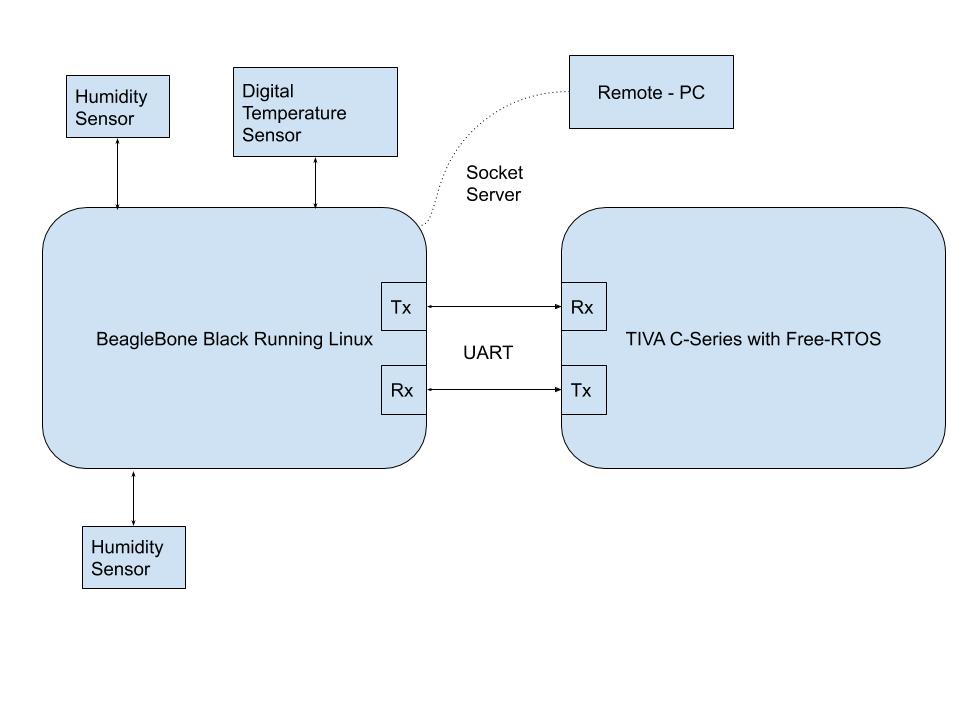 Humidity
Sensor
Digital
Temperature
Sensor
Remote - PC
Socket
Server
Tx
Rx
BeagleBone Black Running Linux
UART
TIVA C-Series with Free-RTOS
Rx
Tx
Humidity
Sensor